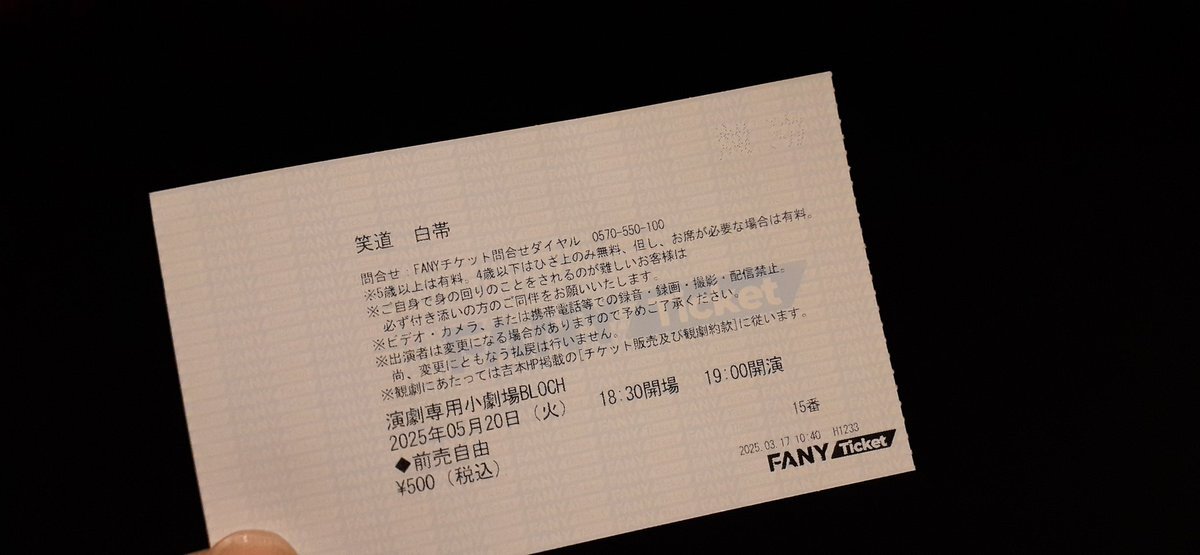 笑道　白帯
問合せ：FANYチケット問合せダイヤル　0570-550-100
※5歳以上は有料。4歳以下はひざ上のみ無料、但し、お席が必要な場合は有料。
※ご自身で身の回りのことをされるのが難しいお客様は
必ず付き添いの方のご同伴をお願いいたします。
※ビデオ・カメラ、または携帯電話等での録音・録画・撮影・配信禁止。
※出演者は変更になる場合がありますので予めご了承ください。
尚、変更にともなう払戻は行いません。
※観劇にあたっては吉本HP掲載の[チケット販売及び観劇約款]に従います。
演劇専用小劇場BLOCH
2025年05月20日（火）　18:30開場　19:00開演
◆前売自由　15番
¥500（税込）
2025.03.17 10:40　H1233
FANY Ticket